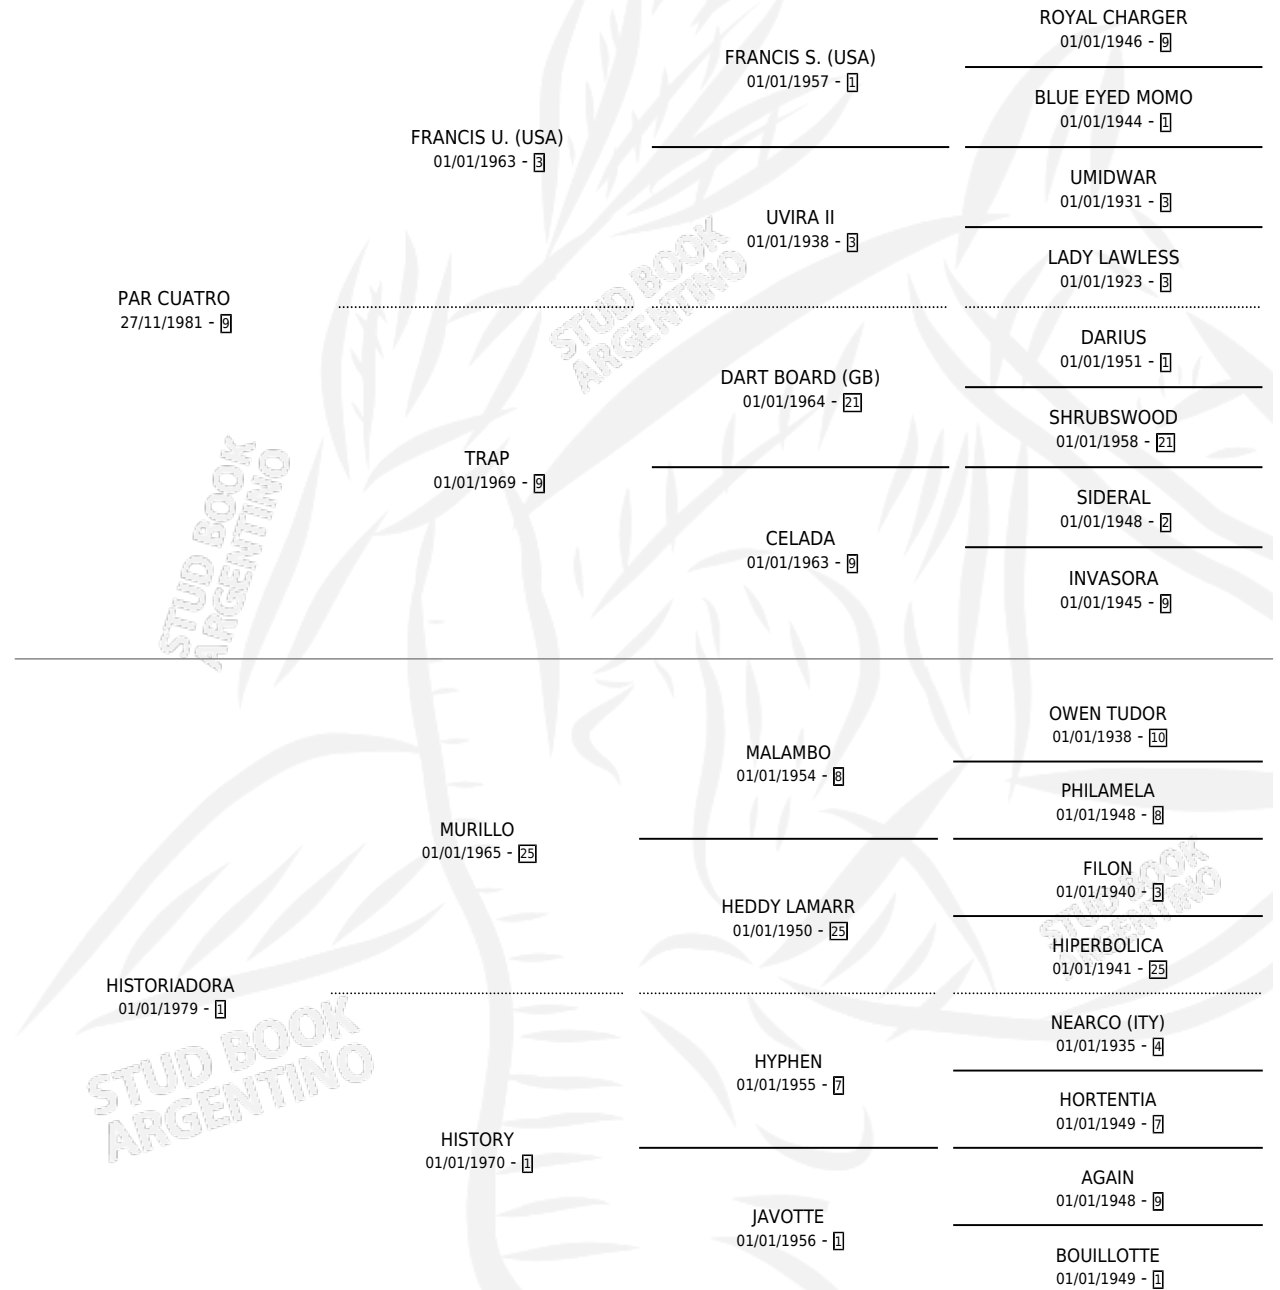 ROYAL CHARGER
01/01/1946 - 9
FRANCIS S. (USA)
01/01/1957 - 1
BLUE EYED MOMO
01/01/1944 - 1
FRANCIS U. (USA)
01/01/1963 - 3
UMIDWAR
01/01/1931 - 3
UVIRA II
01/01/1938 - 3
LADY LAWLESS
01/01/1923 - 3
PAR CUATRO
27/11/1981 - 9
DARIUS
01/01/1951 - 1
DART BOARD (GB)
01/01/1964 - 21
SHRUBSWOOD
01/01/1958 - 21
TRAP
01/01/1969 - 9
SIDERAL
01/01/1948 - 2
CELADA
01/01/1963 - 9
INVASORA
01/01/1945 - 9
OWEN TUDOR
01/01/1938 - 10
MALAMBO
01/01/1954 - 8
PHILAMELA
01/01/1948 - 8
MURILLO
01/01/1965 - 25
FILON
01/01/1940 - 3
HEDDY LAMARR
01/01/1950 - 25
HIPERBOLICA
01/01/1941 - 25
HISTORIADORA
01/01/1979 - 1
NEARCO (ITY)
01/01/1935 - 4
HYPHEN
01/01/1955 - 7
HORTENTIA
01/01/1949 - 7
HISTORY
01/01/1970 - 1
AGAIN
01/01/1948 - 9
JAVOTTE
01/01/1956 - 1
BOUILLOTTE
01/01/1949 - 1
STUD BOOK
ARGENTINO
STUD BOOK
ARGENTINO
STUD BOOK
ARGENTINO
STUD BOOK
ARGENTINO